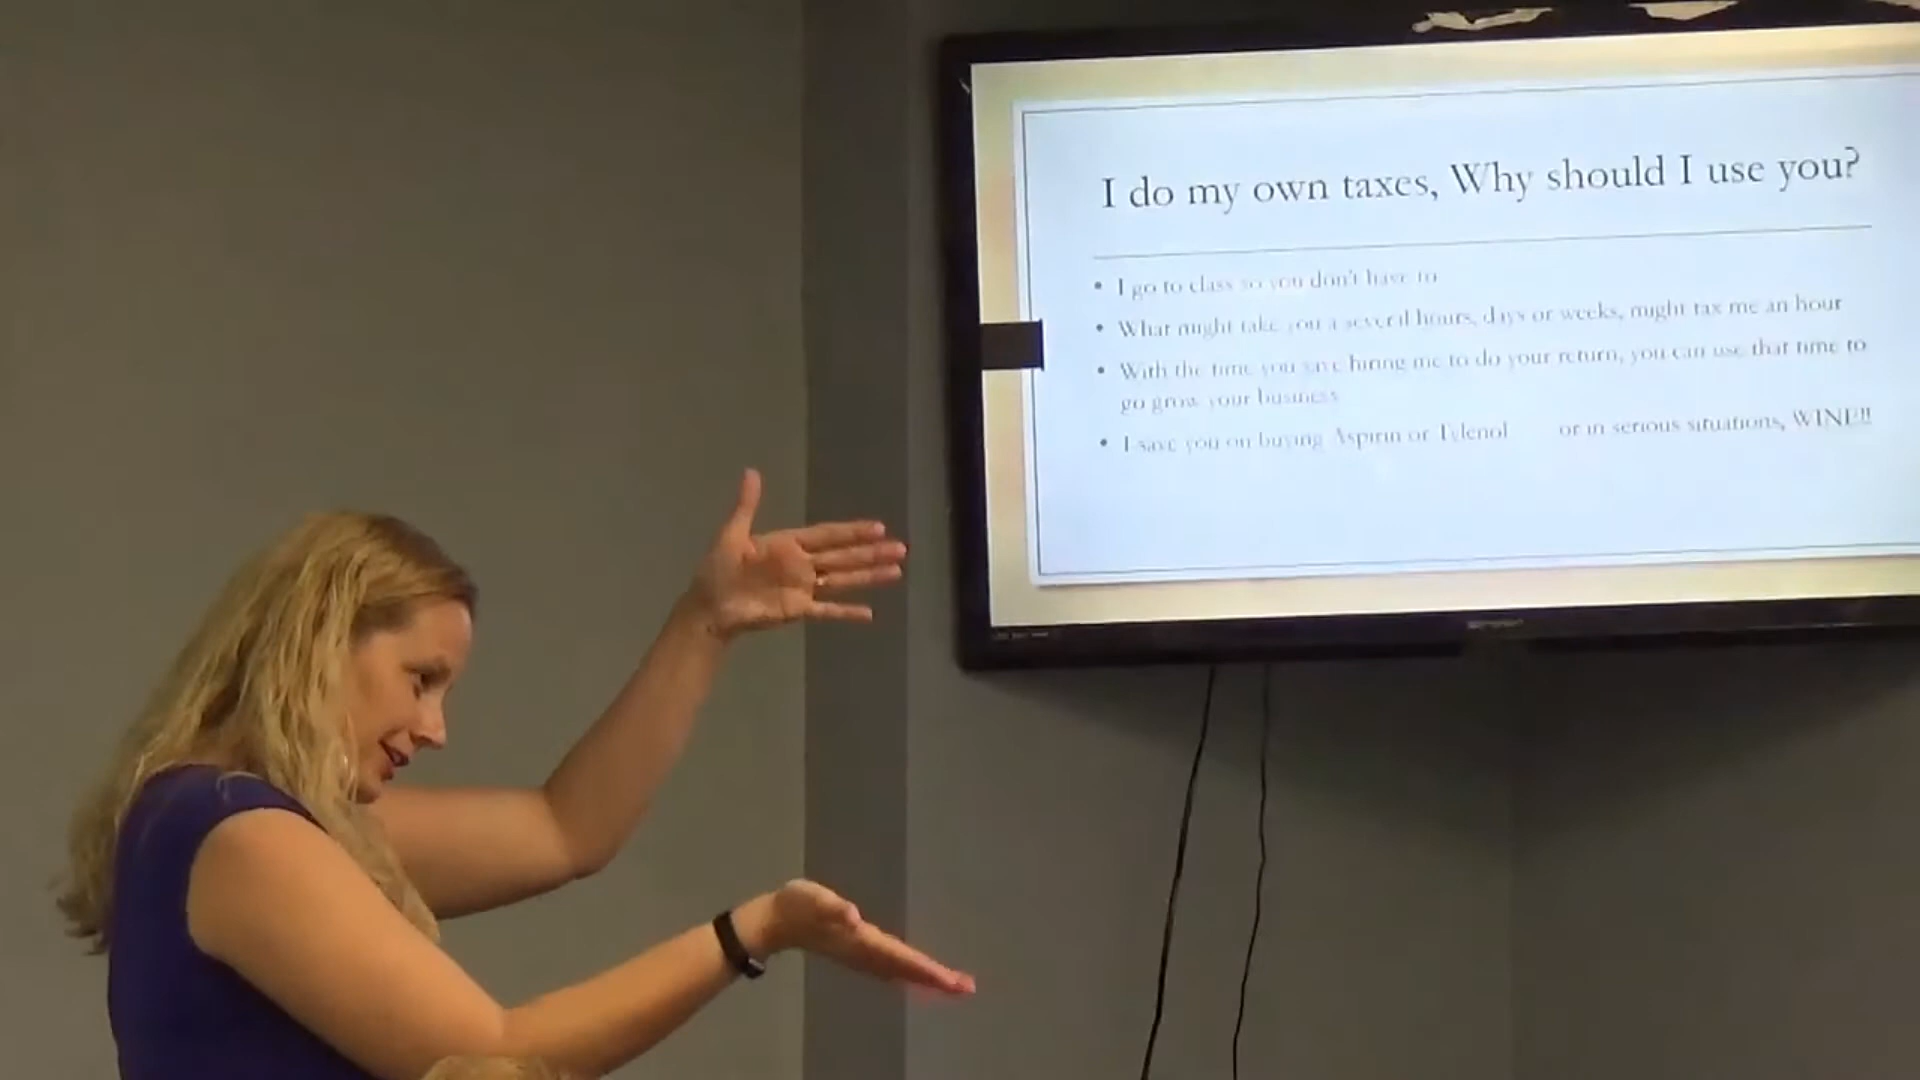 I do my own taxes, Why should I use you?
• I go to class so you don't have to
• What might take you a several hours, days or weeks, might tax me an hour
• With the time you save hiring me to do your return, you can use that time to
go grow your business
• I save you on buying Aspirin or Tylenol or in serious situations, WINE!!